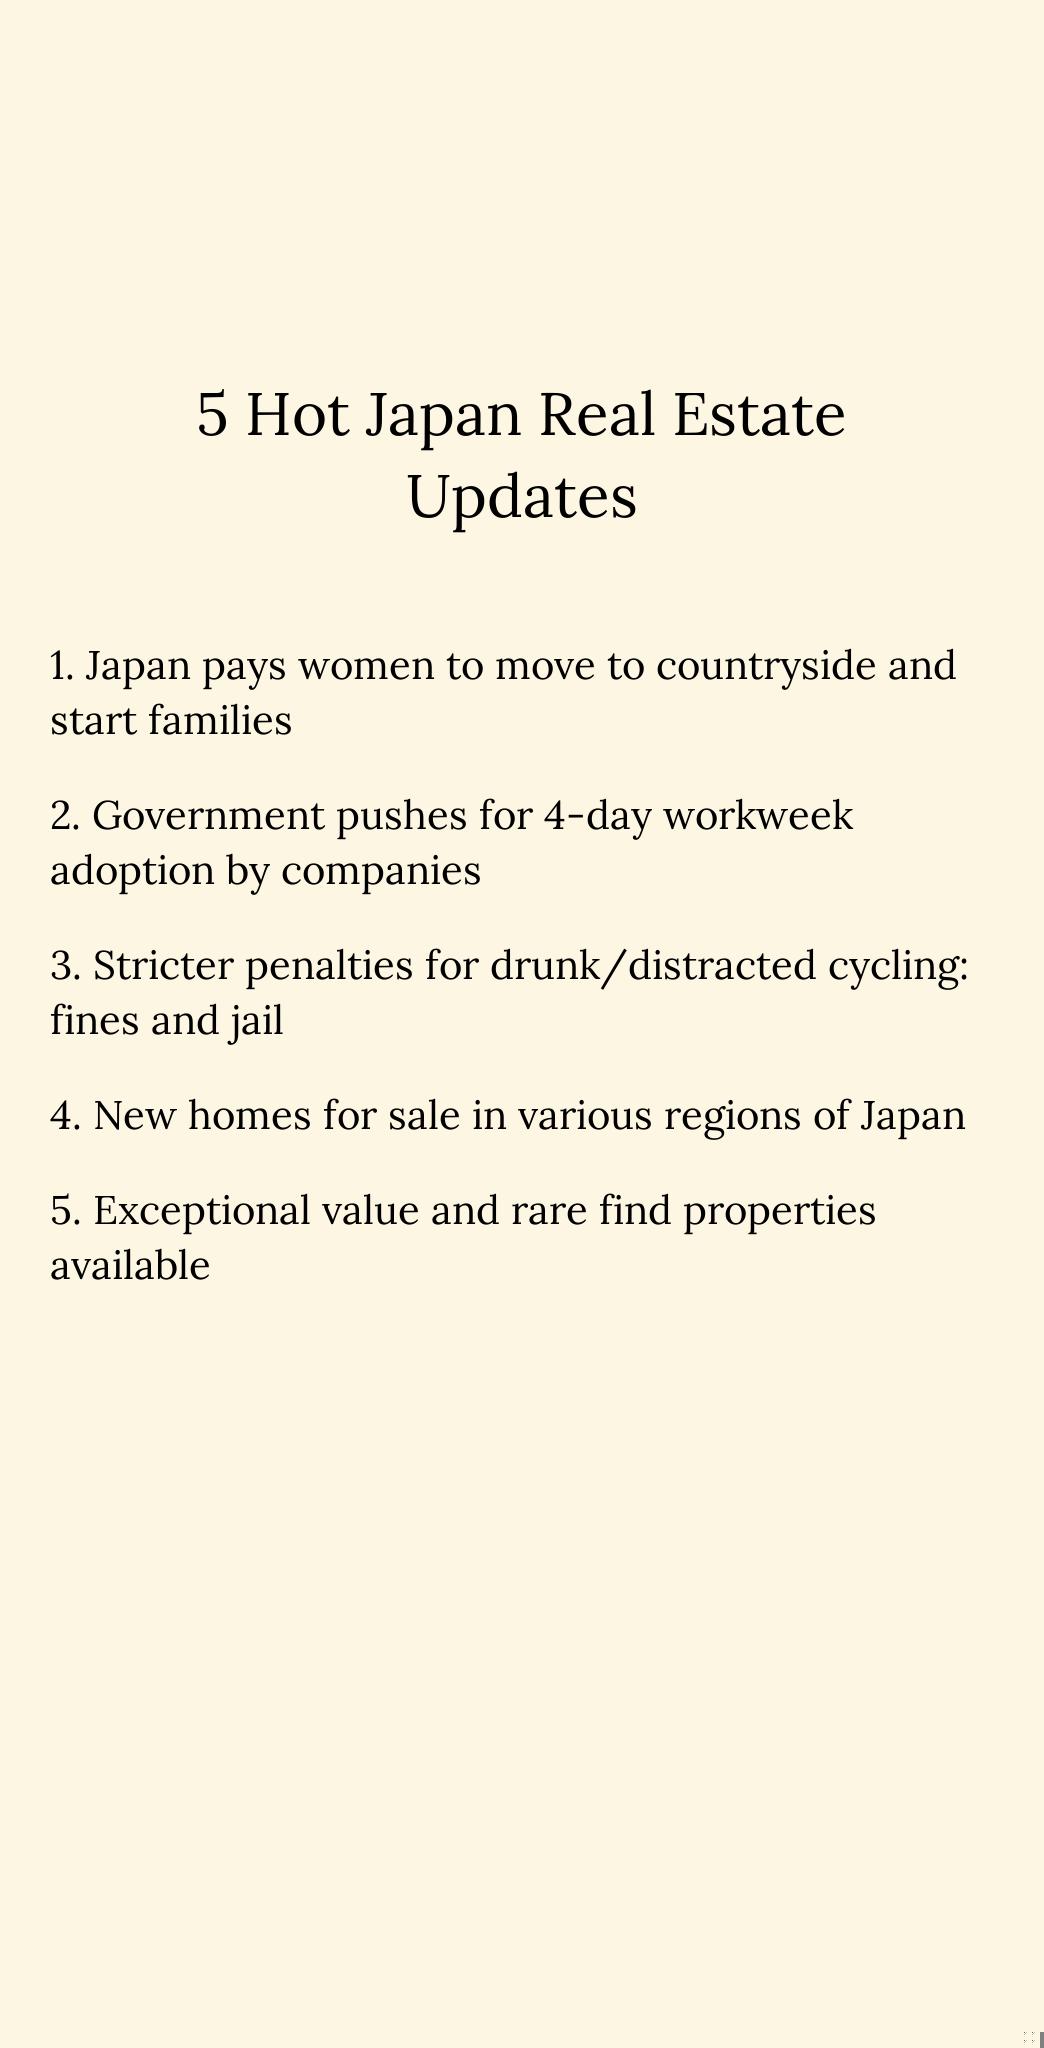 5 Hot Japan Real Estate
Updates
1. Japan pays women to move to countryside and
start families
2. Government pushes for 4-day workweek
adoption by companies
3. Stricter penalties for drunk/distracted cycling:
fines and jail
4. New homes for sale in various regions of Japan
5. Exceptional value and rare find properties
available